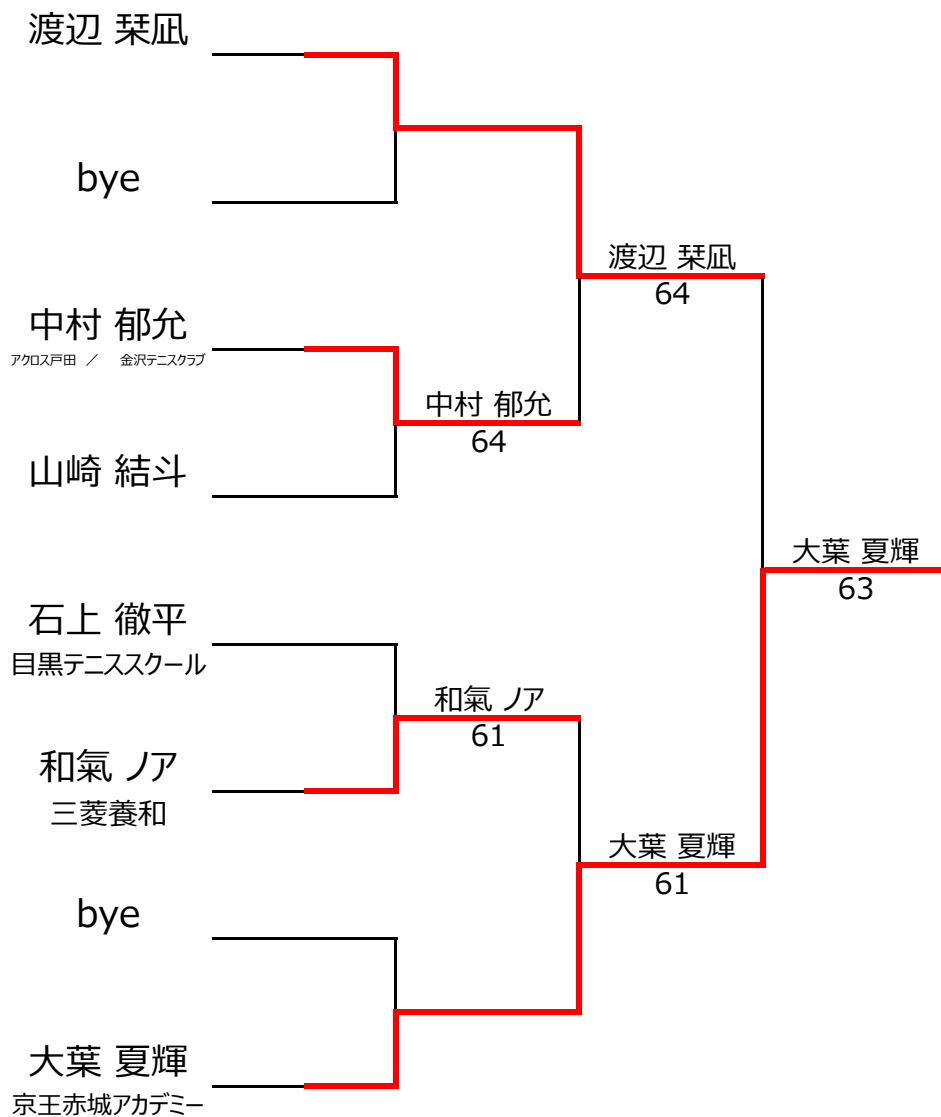 渡辺 栞凪
bye
中村 郁允
アクロス戸田 ／ 金沢テニスクラブ
山崎 結斗
石上 徹平
目黒テニススクール
和氣 ノア
三菱養和
bye
大葉 夏輝
京王赤城アカデミー
中村 郁允
64
和氣 ノア
61
渡辺 栞凪
64
大葉 夏輝
61
大葉 夏輝
63